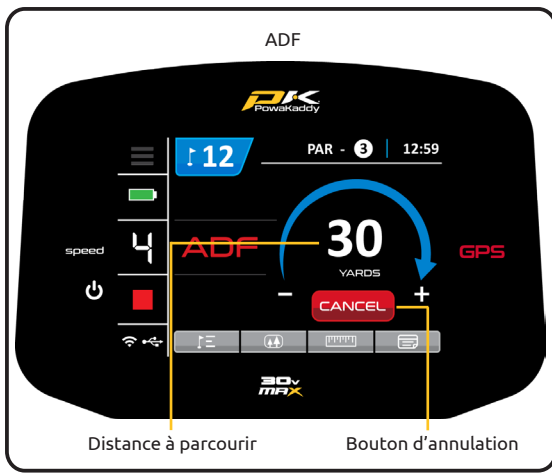 ADF
PK
PowaKaddy
12 PAR - 3 12:59
speed 4 ADF 30 GPS
YARDS
- CANCEL +
30v
MAX
Distance à parcourir Bouton d'annulation